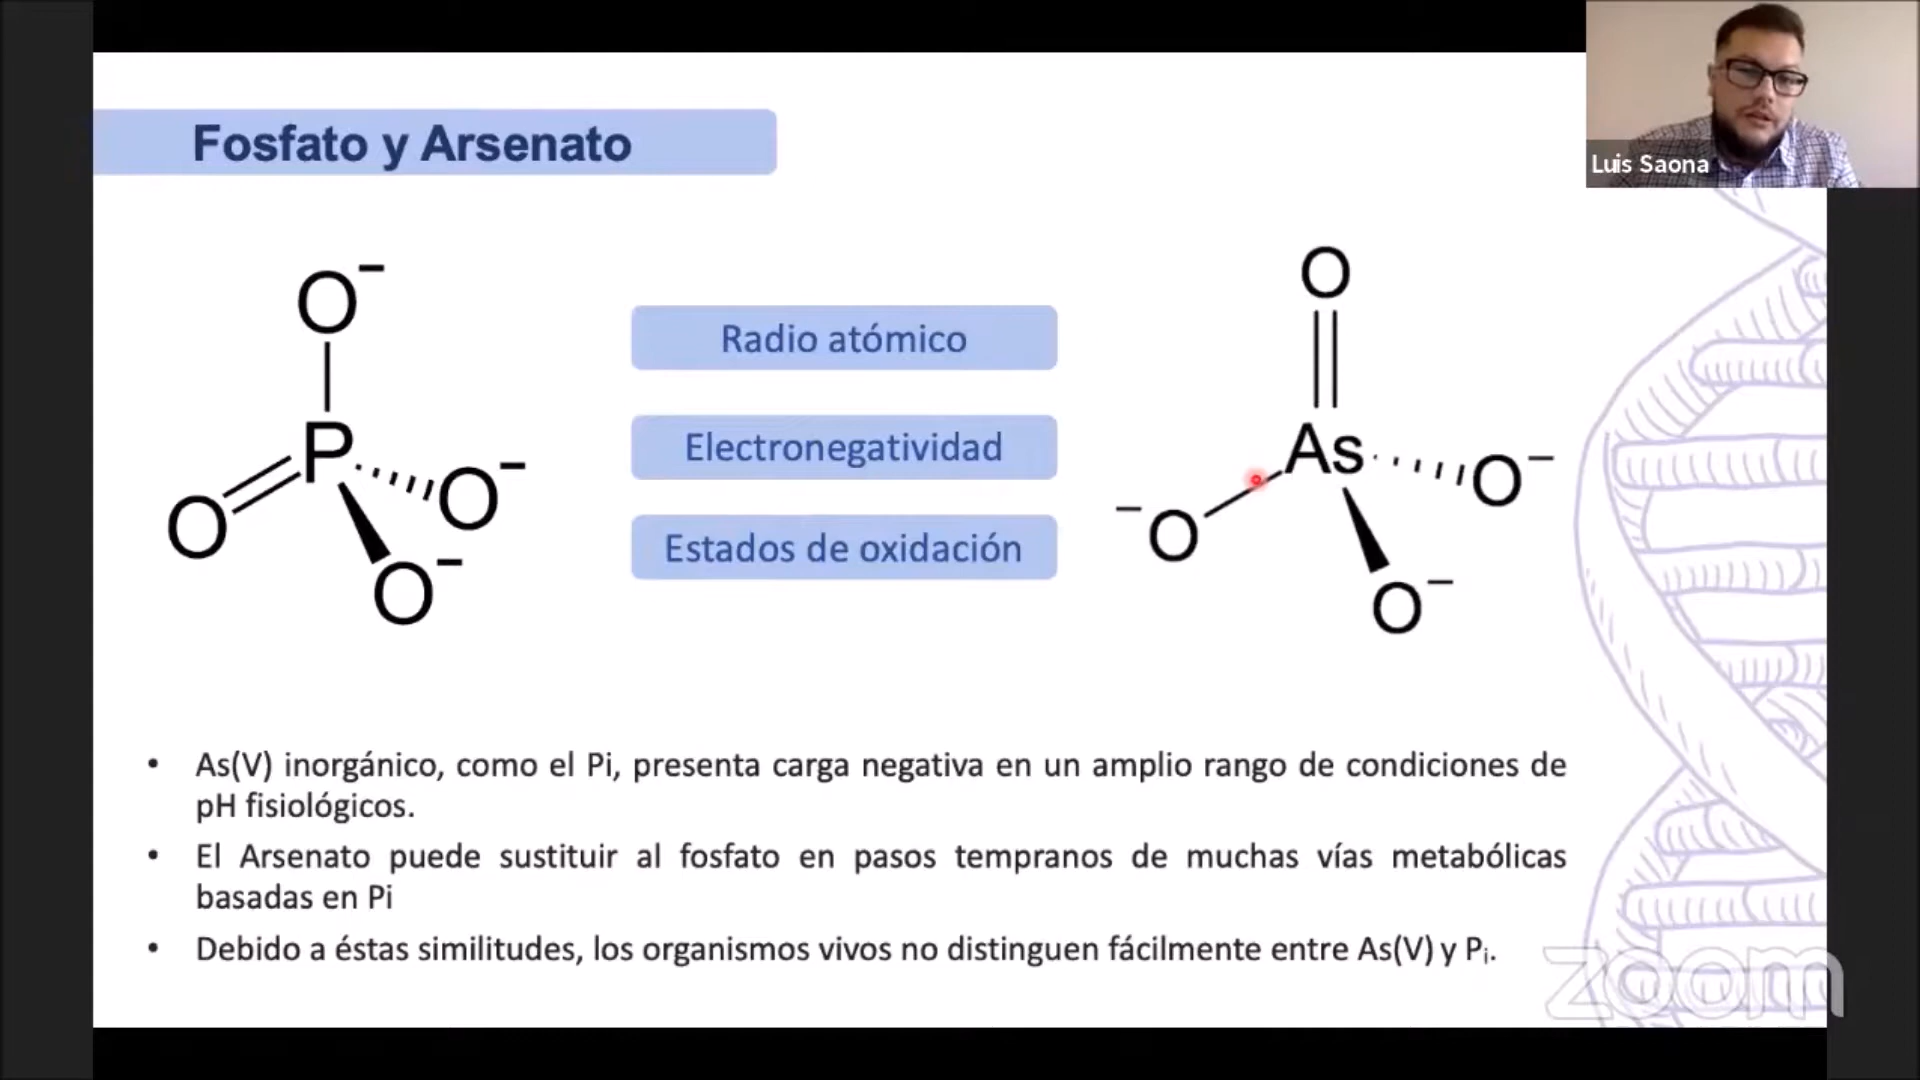 Fosfato y Arsenato
Luis Saona
O⁻
P
O
O⁻
O⁻
Radio atómico
Electronegatividad
Estados de oxidación
O
As
⁻O
O⁻
O⁻
• As(V) inorgánico, como el Pi, presenta carga negativa en un amplio rango de condiciones de
pH fisiológicos.
• El Arsenato puede sustituir al fosfato en pasos tempranos de muchas vías metabólicas
basadas en Pi
• Debido a éstas similitudes, los organismos vivos no distinguen fácilmente entre As(V) y Pᵢ.
zoom